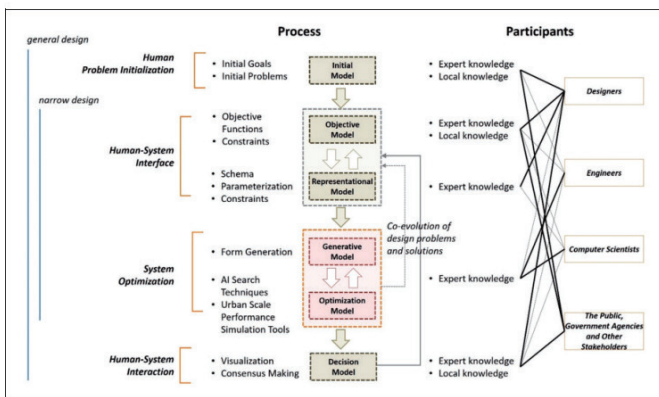 general design
Process
Participants
Human
Problem Initialization
• Initial Goals
• Initial Problems
Initial
Model
• Expert knowledge
• Local knowledge
Designers
narrow design
Human-System
Interface
• Objective
Functions
• Constraints
Objective
Model
• Expert knowledge
• Local knowledge
• Schema
• Parameterization
• Constraints
Representational
Model
• Expert knowledge
Engineers
Co-evolution of
design problems
and solutions
System
Optimization
• Form Generation
Generative
Model
Computer Scientists
• AI Search
Techniques
• Urban Scale
Performance
Simulation Tools
Optimization
Model
• Expert knowledge
The Public,
Government Agencies
and Other
Stakeholders
Human-System
Interaction
• Visualization
• Consensus Making
Decision
Model
• Expert knowledge
• Local knowledge